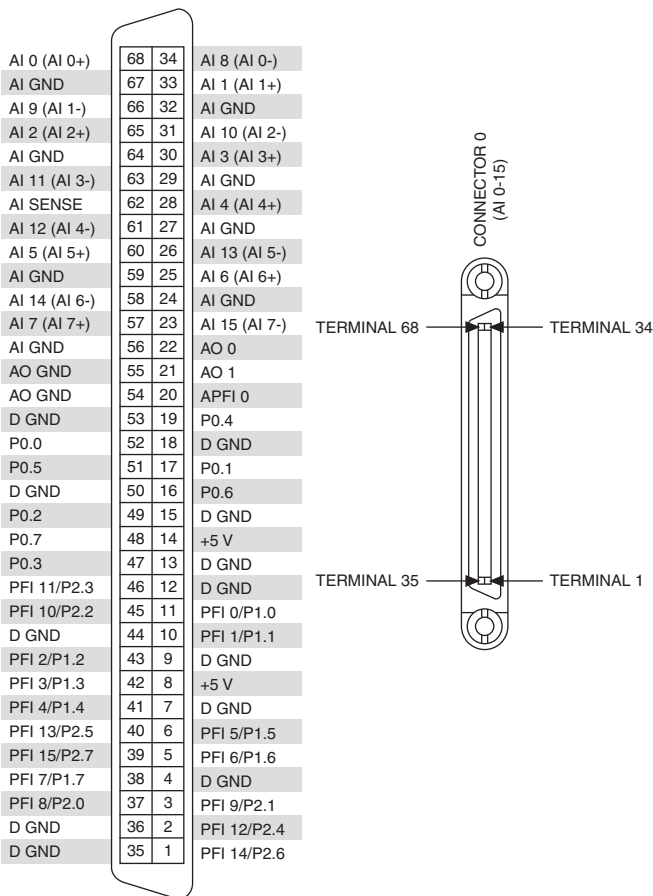 AI 0 (AI 0+) 68 34 AI 8 (AI 0-)
AI GND 67 33 AI 1 (AI 1+)
AI 9 (AI 1-) 66 32 AI GND
AI 2 (AI 2+) 65 31 AI 10 (AI 2-)
AI GND 64 30 AI 3 (AI 3+)
AI 11 (AI 3-) 63 29 AI GND
AI SENSE 62 28 AI 4 (AI 4+)
AI 12 (AI 4-) 61 27 AI GND
AI 5 (AI 5+) 60 26 AI 13 (AI 5-)
AI GND 59 25 AI 6 (AI 6+)
AI 14 (AI 6-) 58 24 AI GND
AI 7 (AI 7+) 57 23 AI 15 (AI 7-)
AI GND 56 22 AO 0
AO GND 55 21 AO 1
AO GND 54 20 APFI 0
D GND 53 19 P0.4
P0.0 52 18 D GND
P0.5 51 17 P0.1
D GND 50 16 P0.6
P0.2 49 15 D GND
P0.7 48 14 +5 V
P0.3 47 13 D GND
PFI 11/P2.3 46 12 D GND
PFI 10/P2.2 45 11 PFI 0/P1.0
D GND 44 10 PFI 1/P1.1
PFI 2/P1.2 43 9 D GND
PFI 3/P1.3 42 8 +5 V
PFI 4/P1.4 41 7 D GND
PFI 13/P2.5 40 6 PFI 5/P1.5
PFI 15/P2.7 39 5 PFI 6/P1.6
PFI 7/P1.7 38 4 D GND
PFI 8/P2.0 37 3 PFI 9/P2.1
D GND 36 2 PFI 12/P2.4
D GND 35 1 PFI 14/P2.6
CONNECTOR 0
(AI 0-15)
TERMINAL 68 TERMINAL 34
TERMINAL 35 TERMINAL 1